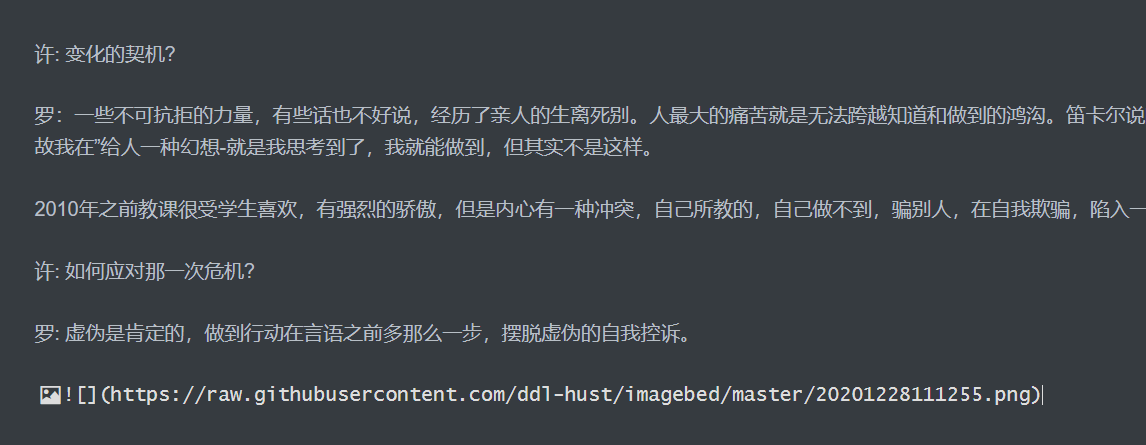 许: 变化的契机?
罗：一些不可抗拒的力量，有些话也不好说，经历了亲人的生离死别。人最大的痛苦就是无法跨越知道和做到的鸿沟。笛卡尔说
故我在”给人一种幻想-就是我思考到了，我就能做到，但其实不是这样。
2010年之前教课很受学生喜欢，有强烈的骄傲，但是内心有一种冲突，自己所教的，自己做不到，骗别人，在自我欺骗，陷入一
许: 如何应对那一次危机?
罗: 虚伪是肯定的，做到行动在言语之前多那么一步，摆脱虚伪的自我控诉。
![](https://raw.githubusercontent.com/ddl-hust/imagebed/master/20201228111255.png)